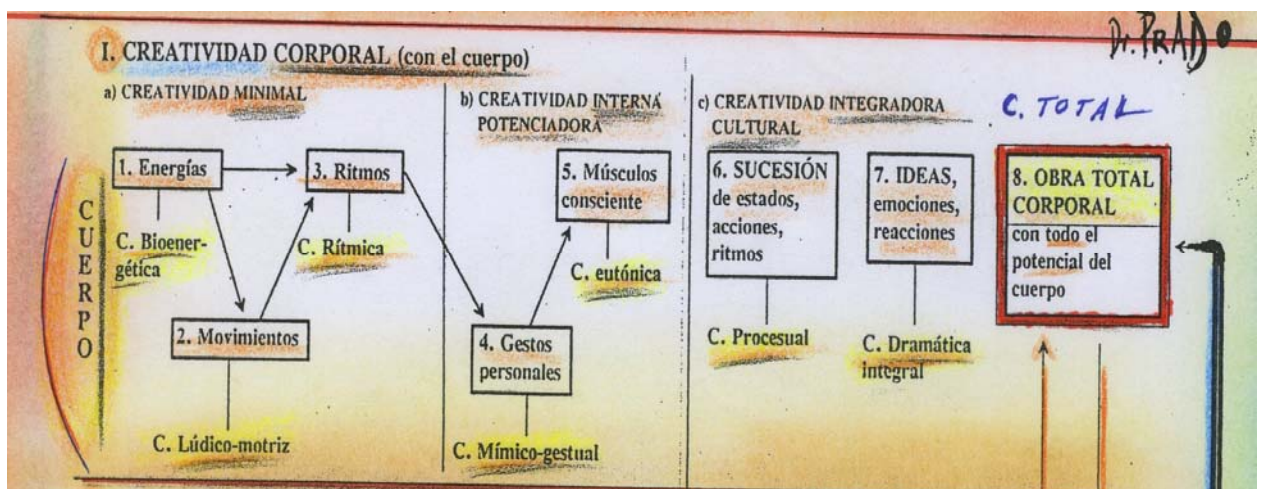 Dr. PRADO
I. CREATIVIDAD CORPORAL (con el cuerpo)
a) CREATIVIDAD MINIMAL
b) CREATIVIDAD INTERNA
POTENCIADORA
c) CREATIVIDAD INTEGRADORA
CULTURAL
C. TOTAL
CUERPO
1. Energías
C. Bioener-
gética
2. Movimientos
C. Lúdico-motriz
3. Ritmos
C. Rítmica
4. Gestos
personales
C. Mímico-gestual
5. Músculos
consciente
C. eutónica
6. SUCESIÓN
de estados,
acciones,
ritmos
C. Procesual
7. IDEAS,
emociones,
reacciones
C. Dramática
integral
8. OBRA TOTAL
CORPORAL
con todo el
potencial del
cuerpo